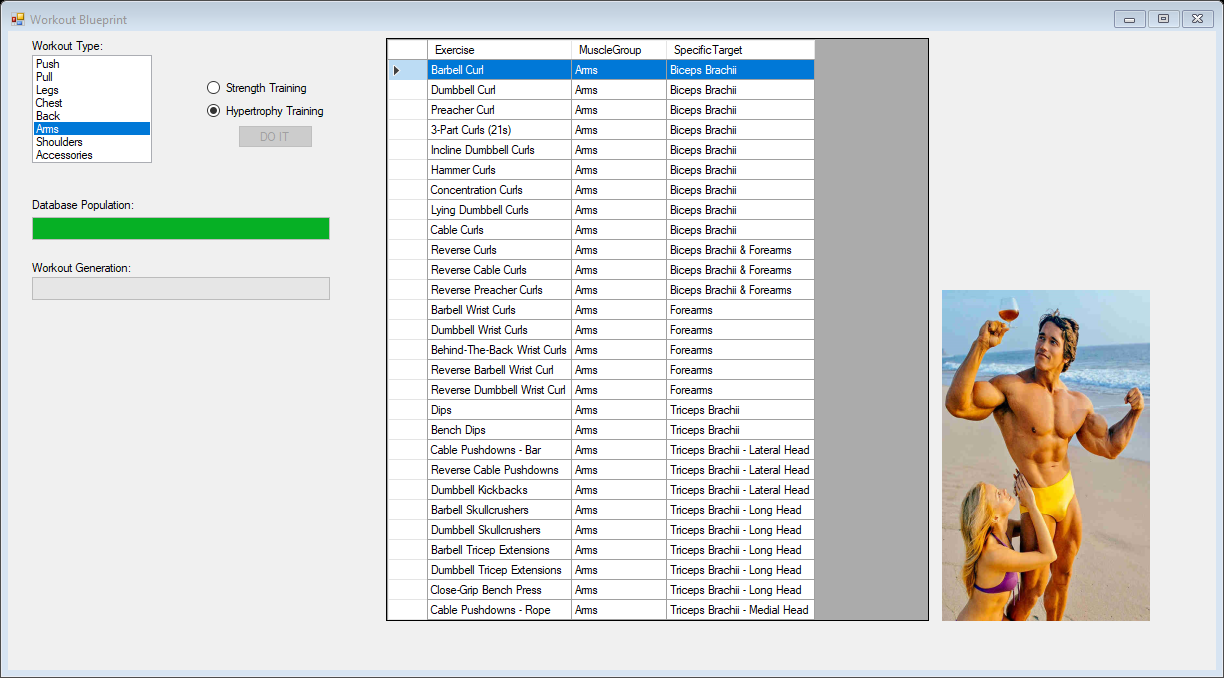 Workout Blueprint
Workout Type:
Push
Pull
Legs
Chest
Back
Arms
Shoulders
Accessories
Strength Training
Hypertrophy Training
DO IT
Database Population:
Workout Generation:
Exercise MuscleGroup SpecificTarget
Barbell Curl Arms Biceps Brachii
Dumbbell Curl Arms Biceps Brachii
Preacher Curl Arms Biceps Brachii
3-Part Curls (21s) Arms Biceps Brachii
Incline Dumbbell Curls Arms Biceps Brachii
Hammer Curls Arms Biceps Brachii
Concentration Curls Arms Biceps Brachii
Lying Dumbbell Curls Arms Biceps Brachii
Cable Curls Arms Biceps Brachii
Reverse Curls Arms Biceps Brachii & Forearms
Reverse Cable Curls Arms Biceps Brachii & Forearms
Reverse Preacher Curls Arms Biceps Brachii & Forearms
Barbell Wrist Curls Arms Forearms
Dumbbell Wrist Curls Arms Forearms
Behind-The-Back Wrist Curls Arms Forearms
Reverse Barbell Wrist Curl Arms Forearms
Reverse Dumbbell Wrist Curl Arms Forearms
Dips Arms Triceps Brachii
Bench Dips Arms Triceps Brachii
Cable Pushdowns - Bar Arms Triceps Brachii - Lateral Head
Reverse Cable Pushdowns Arms Triceps Brachii - Lateral Head
Dumbbell Kickbacks Arms Triceps Brachii - Lateral Head
Barbell Skullcrushers Arms Triceps Brachii - Long Head
Dumbbell Skullcrushers Arms Triceps Brachii - Long Head
Barbell Tricep Extensions Arms Triceps Brachii - Long Head
Dumbbell Tricep Extensions Arms Triceps Brachii - Long Head
Close-Grip Bench Press Arms Triceps Brachii - Long Head
Cable Pushdowns - Rope Arms Triceps Brachii - Medial Head